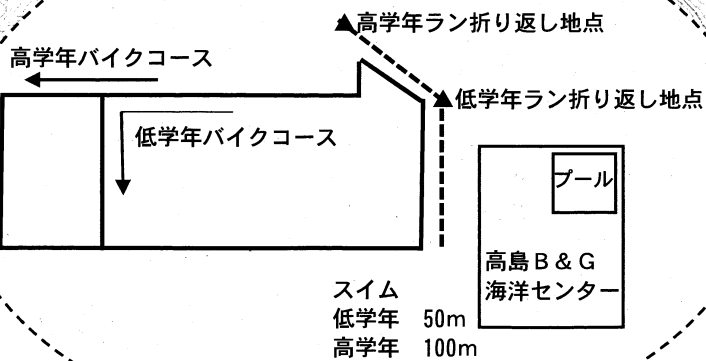 高学年ラン折り返し地点
高学年バイクコース
低学年ラン折り返し地点
低学年バイクコース
プール
高島B&G
海洋センター
スイム
低学年 50m
高学年 100m